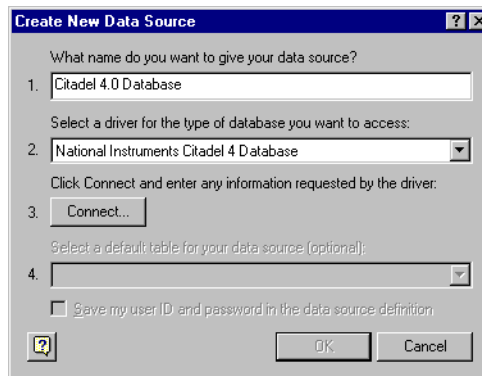 Create New Data Source
What name do you want to give your data source?
1.
Citadel 4.0 Database
Select a driver for the type of database you want to access:
2.
National Instruments Citadel 4 Database
Click Connect and enter any information requested by the driver:
3.
Connect...
Select a default table for your data source (optional):
4.
Save my user ID and password in the data source definition
OK
Cancel